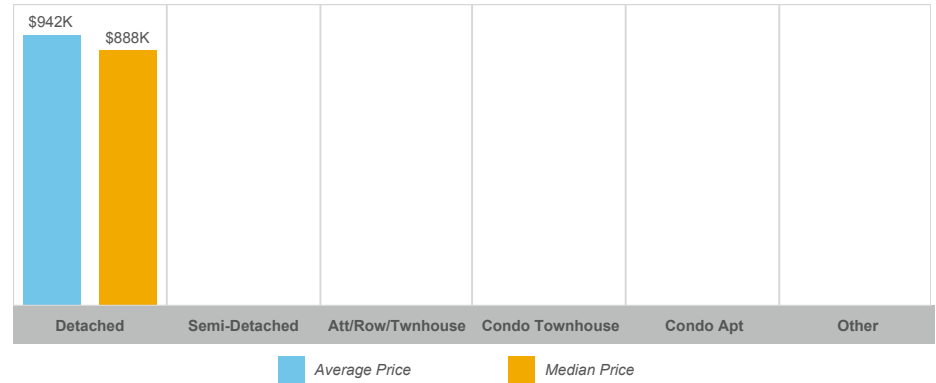 $942K
$888K
Detached Semi-Detached Att/Row/Twnhouse Condo Townhouse Condo Apt Other
Average Price Median Price